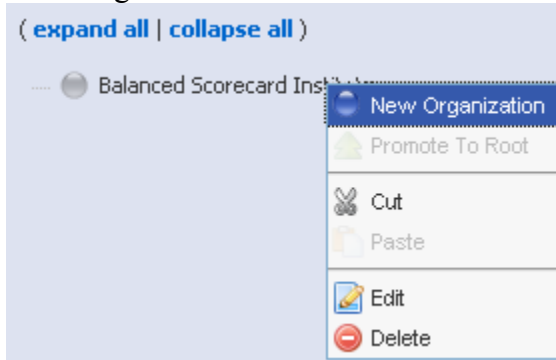 ( expand all | collapse all )
Balanced Scorecard
New Organization
Promote To Root
Cut
Paste
Edit
Delete